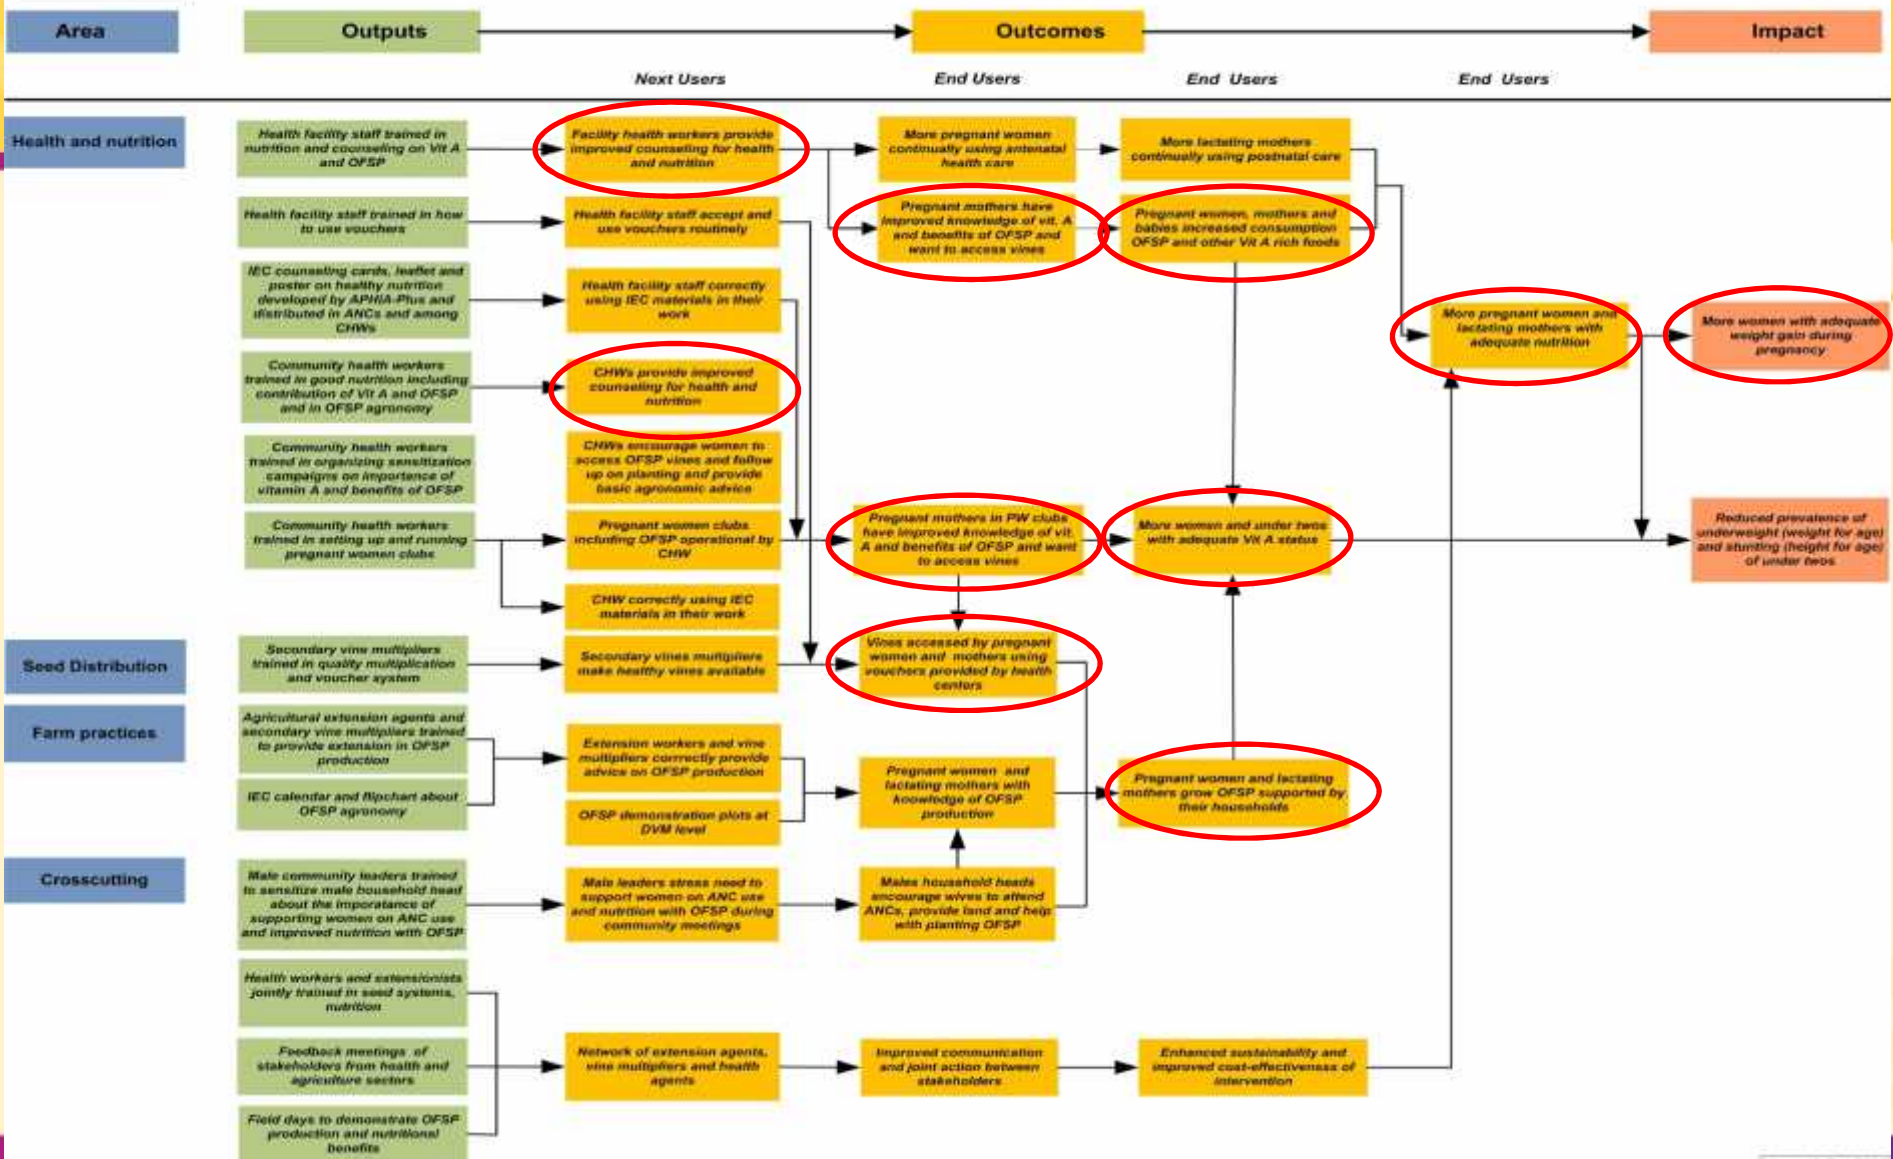 Area
Outputs
Outcomes
Impact
Next Users
End Users
End Users
End Users
Health and nutrition
Health facility staff trained in
nutrition and counseling on Vit A
and OFSP
Facility health workers provide
improved counseling for health
and nutrition
More pregnant women
continually using antenatal
health care
More lactating mothers
continually using postnatal care
Health facility staff trained in how
to use vouchers
Health facility staff accept and
use vouchers routinely
Pregnant mothers have
improved knowledge of vit. A
and benefits of OFSP and
want to access vines
Pregnant women, mothers and
babies increased consumption
OFSP and other Vit A rich foods
IEC counseling cards, leaflet and
poster on healthy nutrition
developed by APHIA-Plus and
distributed in ANCs and among
CHWs
Health facility staff correctly
using IEC materials in their
work
More pregnant women and
lactating mothers with
adequate nutrition
More women with adequate
weight gain during
pregnancy
Community health workers
trained in good nutrition including
contribution of Vit A and OFSP
and in OFSP agronomy
CHWs provide improved
counseling for health and
nutrition
Community health workers
trained in organizing sensitization
campaigns on importance of
vitamin A and benefits of OFSP
CHWs encourage women to
access OFSP vines and follow
up on planting and provide
basic agronomic advice
Community health workers
trained in setting up and running
pregnant women clubs
Pregnant women clubs
including OFSP operational by
CHW
Pregnant mothers in PW clubs
have improved knowledge of vit.
A and benefits of OFSP and want
to access vines
More women and under twos
with adequate Vit A status
Reduced prevalence of
underweight (weight for age)
and stunting (height for age)
of under twos
CHW correctly using IEC
materials in their work
Seed Distribution
Secondary vine multipliers
trained in quality multiplication
and voucher system
Secondary vines multipliers
make healthy vines available
Vines accessed by pregnant
women and mothers using
vouchers provided by health
centers
Farm practices
Agricultural extension agents and
secondary vine multipliers trained
to provide extension in OFSP
production
IEC calendar and flipchart about
OFSP agronomy
Extension workers and vine
multipliers corrrectly provide
advice on OFSP production
OFSP demonstration plots at
DVM level
Pregnant women and
lactating mothers with
knowledge of OFSP
production
Pregnant women and lactating
mothers grow OFSP supported by
their households
Crosscutting
Male community leaders trained
to sensitize male household head
about the imporatance of
supporting women on ANC use
and improved nutrition with OFSP
Male leaders stress need to
support women on ANC use
and nutrition with OFSP during
community meetings
Males household heads
encourage wives to attend
ANCs, provide land and help
with planting OFSP
Health workers and extensionists
jointly trained in seed systems,
nutrition
Feedback meetings of
stakeholders from health and
agriculture sectors
Field days to demonstrate OFSP
production and nutritional
benefits
Network of extension agents,
vine multipliers and health
agents
Improved communication
and joint action between
stakeholders
Enhanced sustainability and
improved cost-effectiveness of
intervention